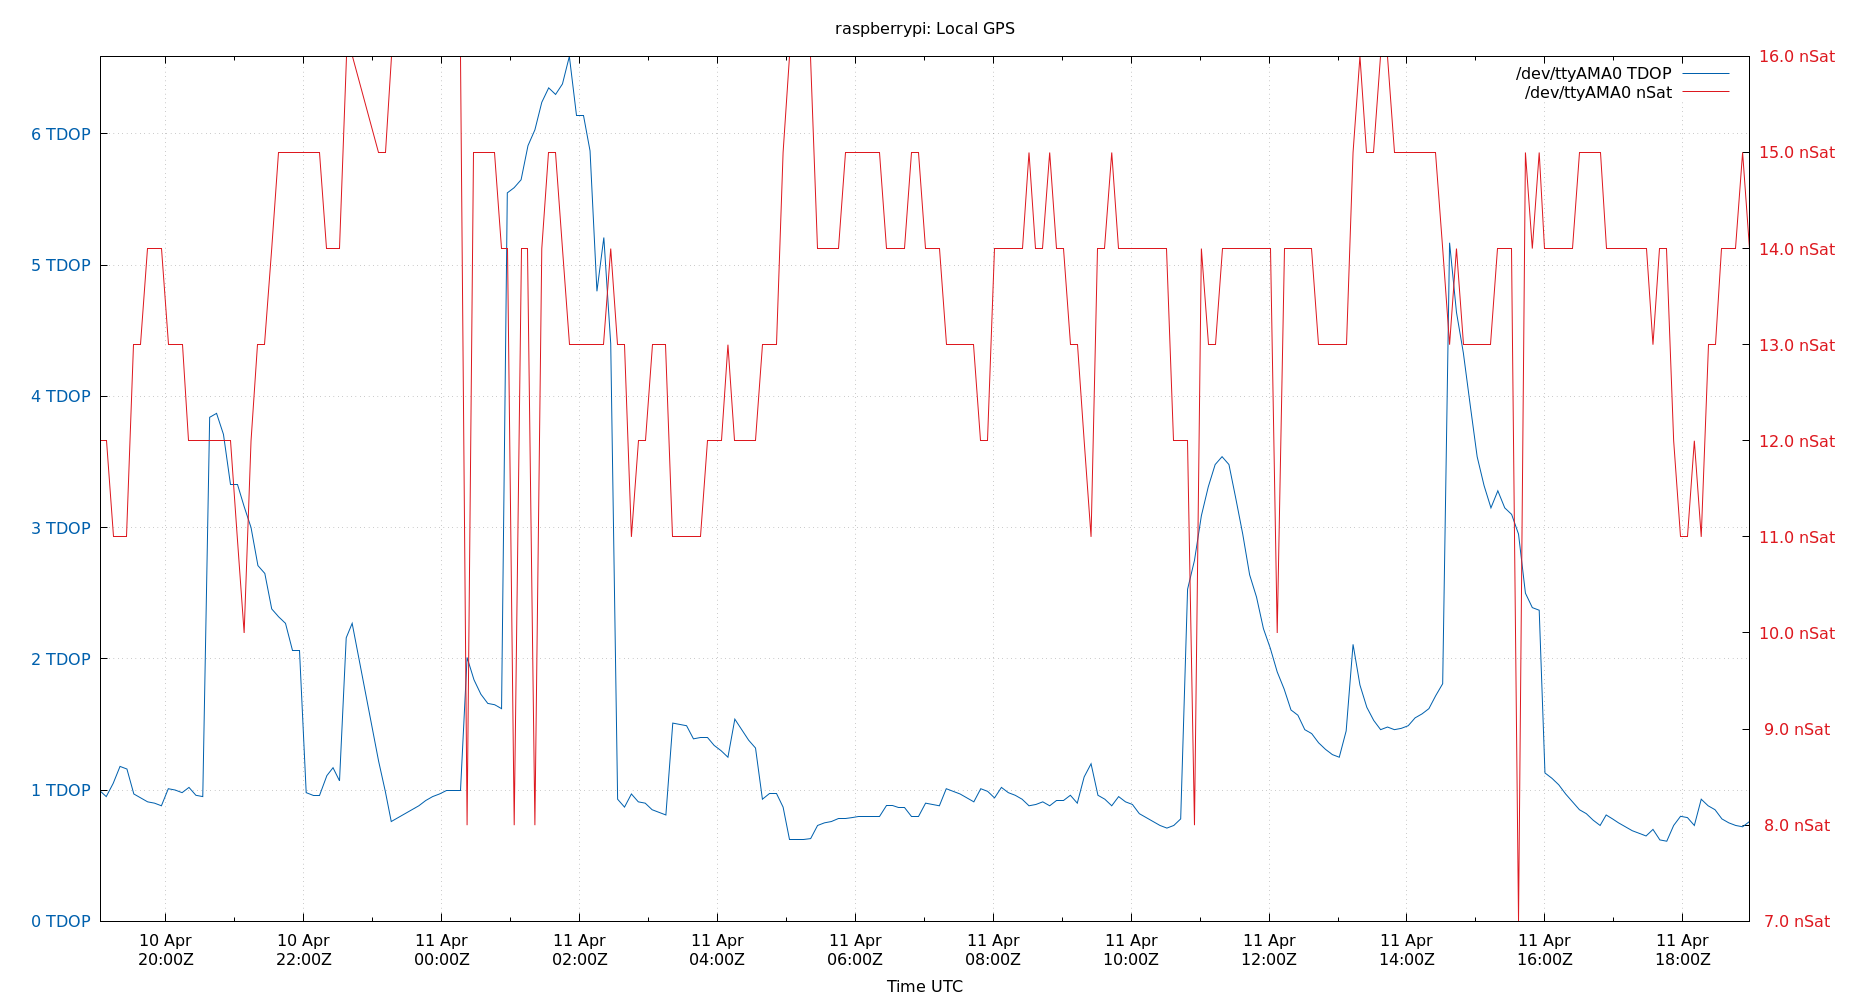 raspberrypi: Local GPS
/dev/ttyAMA0 TDOP
/dev/ttyAMA0 nSat
6 TDOP
5 TDOP
4 TDOP
3 TDOP
2 TDOP
1 TDOP
0 TDOP
16.0 nSat
15.0 nSat
14.0 nSat
13.0 nSat
12.0 nSat
11.0 nSat
10.0 nSat
9.0 nSat
8.0 nSat
7.0 nSat
10 Apr
20:00Z
10 Apr
22:00Z
11 Apr
00:00Z
11 Apr
02:00Z
11 Apr
04:00Z
11 Apr
06:00Z
11 Apr
08:00Z
11 Apr
10:00Z
11 Apr
12:00Z
11 Apr
14:00Z
11 Apr
16:00Z
11 Apr
18:00Z
Time UTC